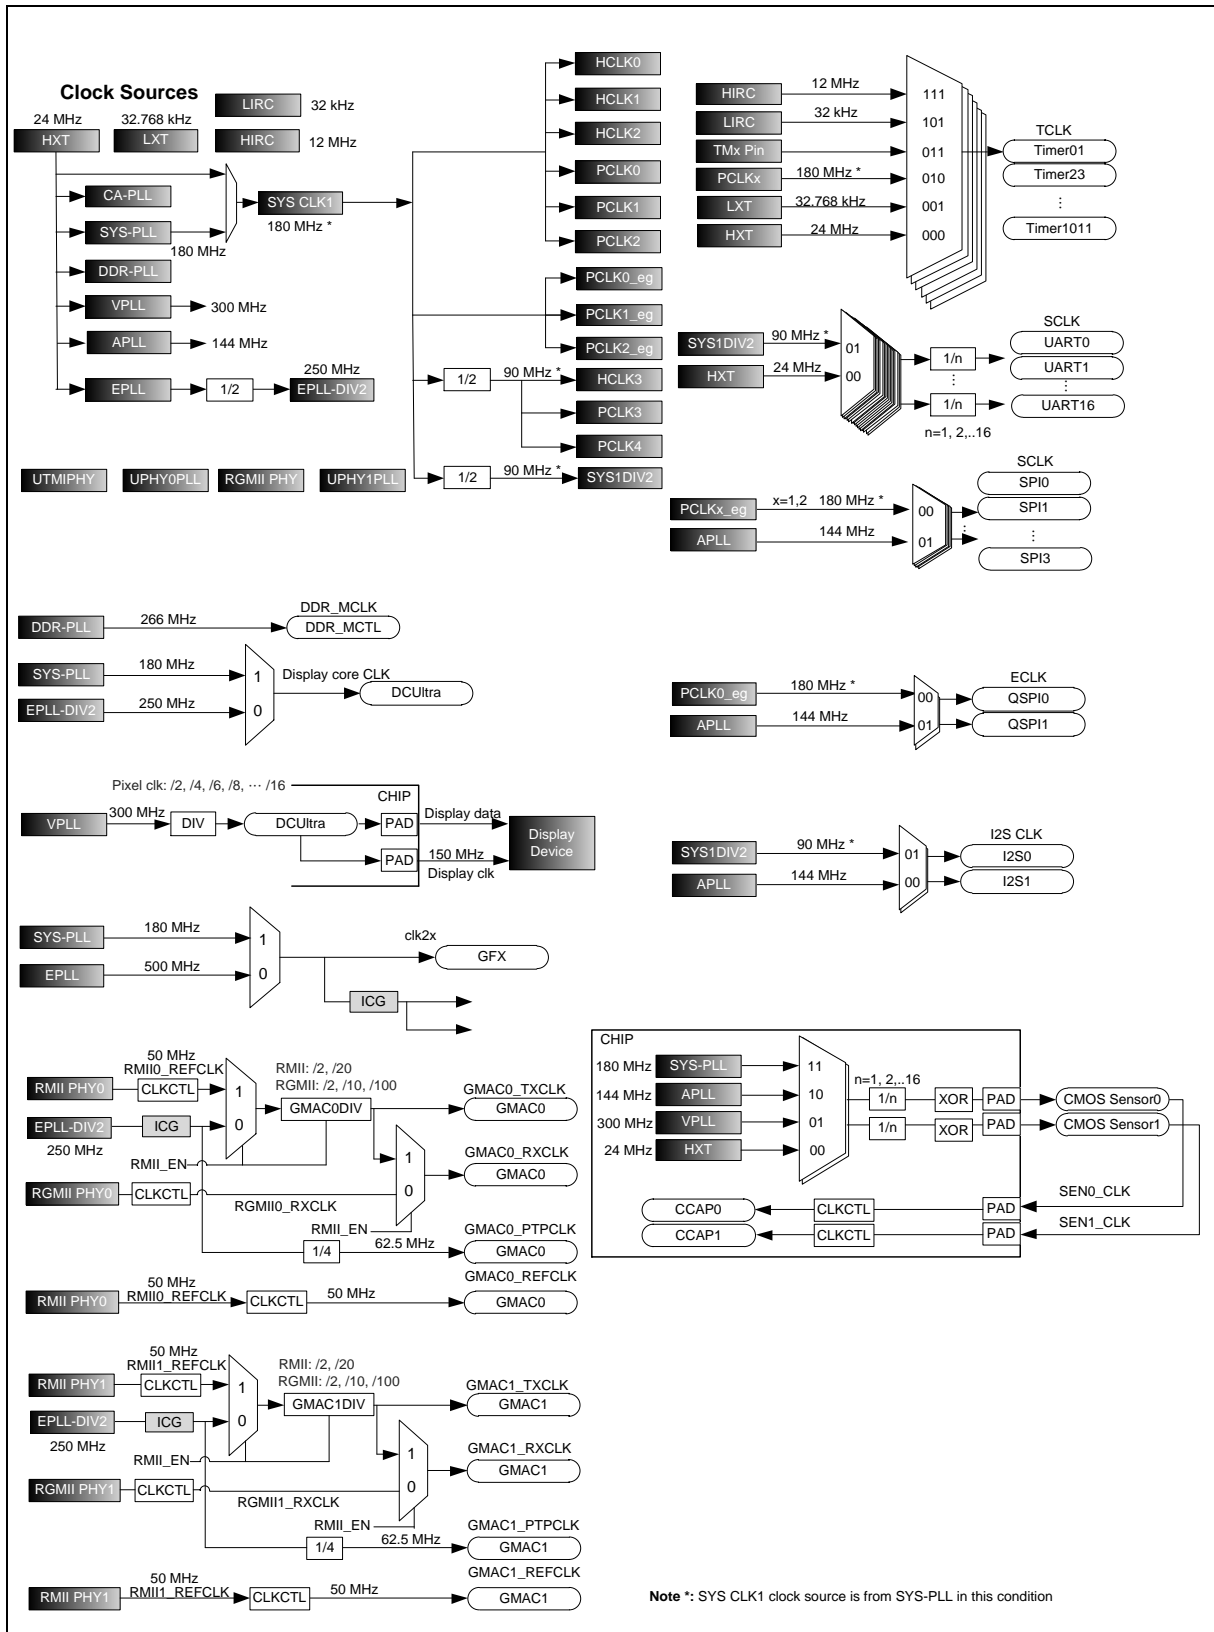 Clock Sources
LIRC 32 kHz
24 MHz 32.768 kHz
HXT LXT HIRC 12 MHz
CA-PLL
SYS CLK1
SYS-PLL
180 MHz *
180 MHz
DDR-PLL
VPLL 300 MHz
APLL 144 MHz
250 MHz
EPLL 1/2 EPLL-DIV2
UTMIPHY UPHY0PLL RGMII PHY UPHY1PLL
HCLK0
HCLK1
HCLK2
PCLK0
PCLK1
PCLK2
PCLK0_eg
PCLK1_eg
PCLK2_eg
1/2 90 MHz * HCLK3
PCLK3
PCLK4
1/2 90 MHz * SYS1DIV2
HIRC 12 MHz 111
LIRC 32 kHz 101
TMx Pin 011
PCLKx 180 MHz * 010
LXT 32.768 kHz 001
HXT 24 MHz 000
TCLK
Timer01
Timer23
⋮
Timer1011
SYS1DIV2 90 MHz * 01
HXT 24 MHz 00
1/n
⋮
1/n
n=1, 2,..16
SCLK
UART0
UART1
⋮
UART16
PCLKx_eg x=1,2 180 MHz * 00
APLL 144 MHz 01
⋮
SCLK
SPI0
SPI1
⋮
SPI3
DDR_MCLK
DDR-PLL 266 MHz DDR_MCTL
SYS-PLL 180 MHz 1
EPLL-DIV2 250 MHz 0
Display core CLK
DCUltra
ECLK
PCLK0_eg 180 MHz * 00 QSPI0
APLL 144 MHz 01 QSPI1
Pixel clk: /2, /4, /6, /8, ⋯ /16
CHIP
VPLL 300 MHz DIV DCUltra PAD Display data
PAD 150 MHz
Display clk
Display
Device
I2S CLK
SYS1DIV2 90 MHz * 01 I2S0
APLL 144 MHz 00 I2S1
SYS-PLL 180 MHz 1
EPLL 500 MHz 0
clk2x
GFX
ICG
50 MHz
RMII0_REFCLK
RMII PHY0 CLKCTL 1
EPLL-DIV2 ICG 0
250 MHz
RMII: /2, /20
RGMII: /2, /10, /100
GMAC0DIV
GMAC0_TXCLK
GMAC0
RMII_EN
1
0
GMAC0_RXCLK
GMAC0
RGMII PHY0 CLKCTL
RGMII0_RXCLK
RMII_EN
GMAC0_PTPCLK
1/4 62.5 MHz GMAC0
GMAC0_REFCLK
50 MHz
RMII PHY0 RMII0_REFCLK CLKCTL 50 MHz GMAC0
CHIP
180 MHz SYS-PLL 11
144 MHz APLL 10
300 MHz VPLL 01
24 MHz HXT 00
n=1, 2,..16
1/n XOR PAD CMOS Sensor0
1/n XOR PAD CMOS Sensor1
SEN0_CLK
CCAP0 CLKCTL PAD
SEN1_CLK
CCAP1 CLKCTL PAD
50 MHz
RMII1_REFCLK
RMII PHY1 CLKCTL 1
EPLL-DIV2 ICG 0
250 MHz
RMII: /2, /20
RGMII: /2, /10, /100
GMAC1DIV
GMAC1_TXCLK
GMAC1
RMII_EN
1
0
GMAC1_RXCLK
GMAC1
RGMII PHY1 CLKCTL
RGMII1_RXCLK
RMII_EN
GMAC1_PTPCLK
1/4 62.5 MHz GMAC1
GMAC1_REFCLK
50 MHz
RMII PHY1 RMII1_REFCLK CLKCTL 50 MHz GMAC1
Note *: SYS CLK1 clock source is from SYS-PLL in this condition